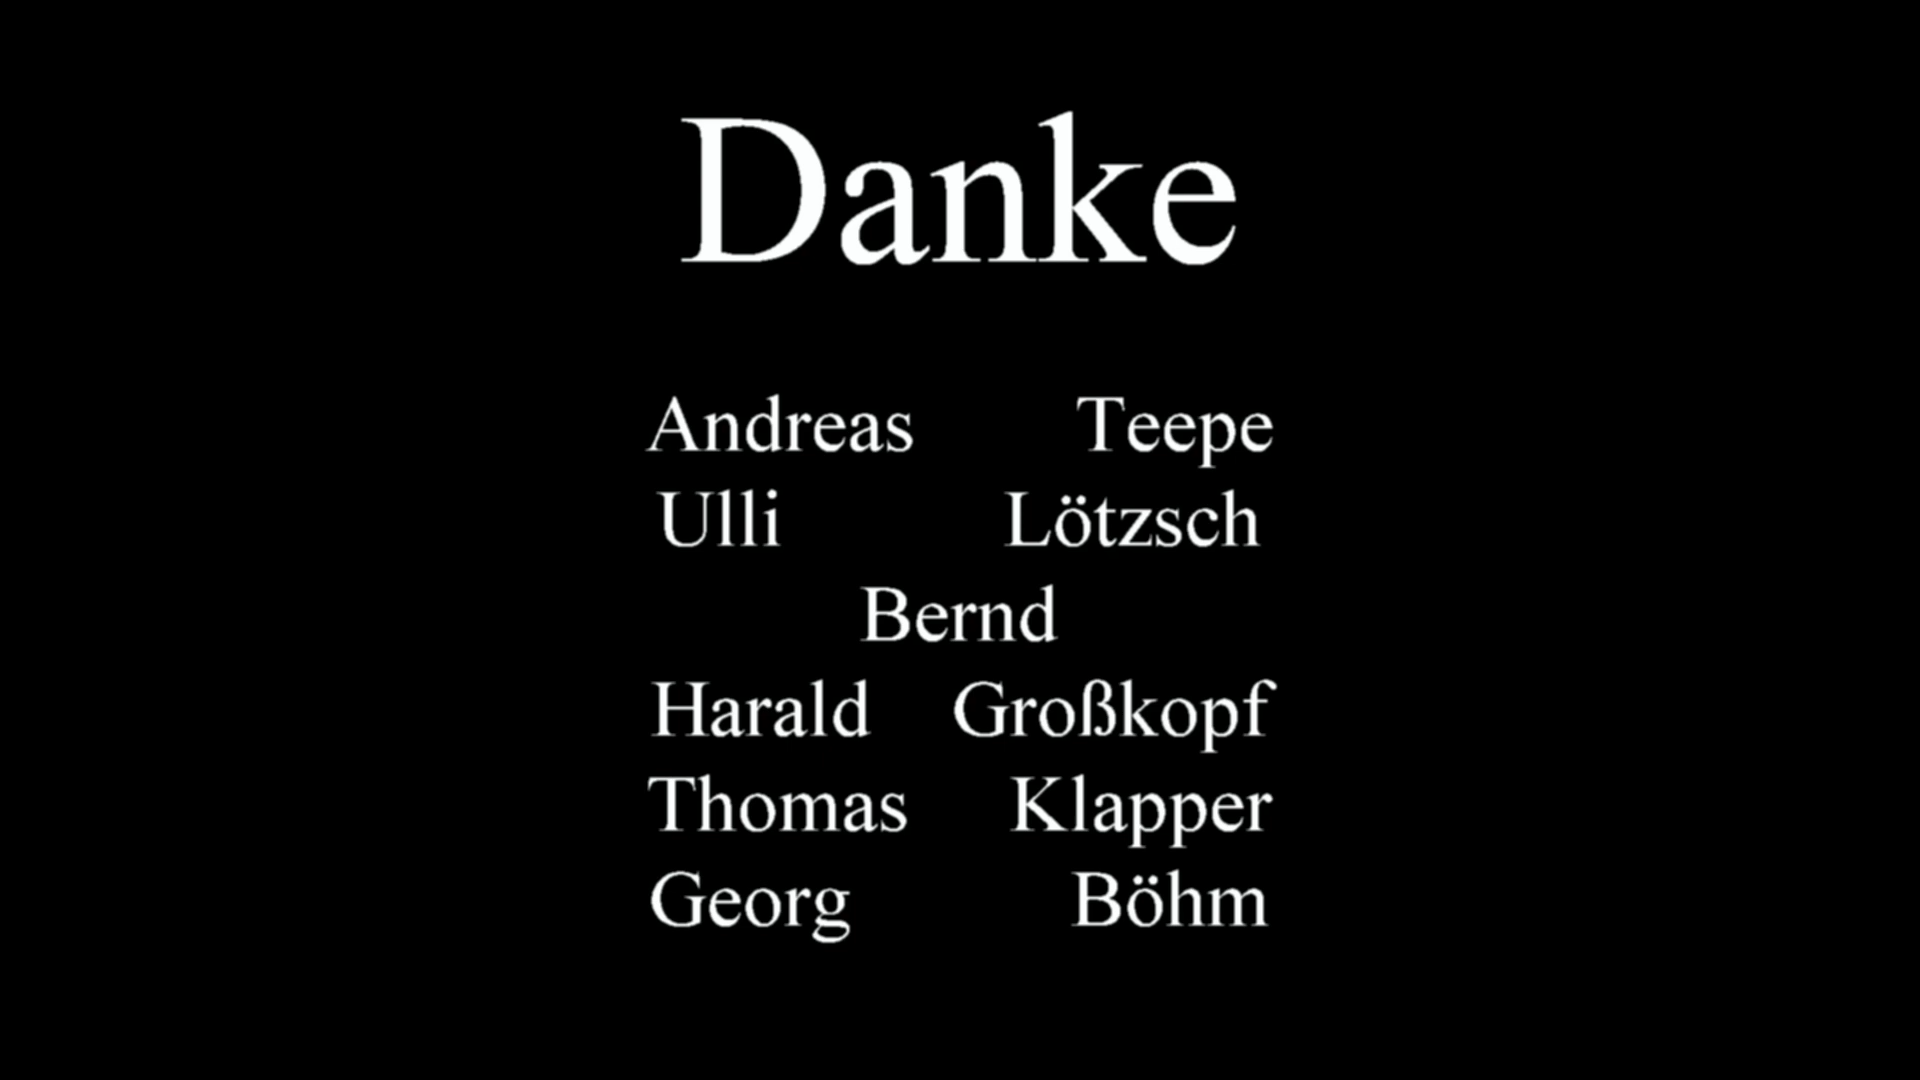 Danke
Andreas Teepe
Ulli Lötzsch
Bernd
Harald Großkopf
Thomas Klapper
Georg Böhm